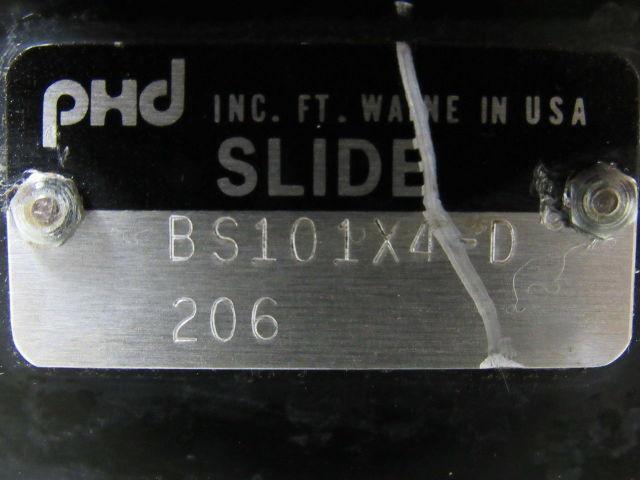 phd INC. FT. WAYNE IN USA
SLIDE
BS101X4-D
206